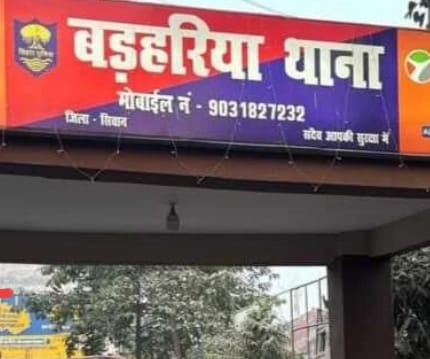 बड़हरिया थाना
मोबाईल नं - 9031827232
जिला - सिवान
सदैव आपकी सुरक्षा में
बिहार पुलिस